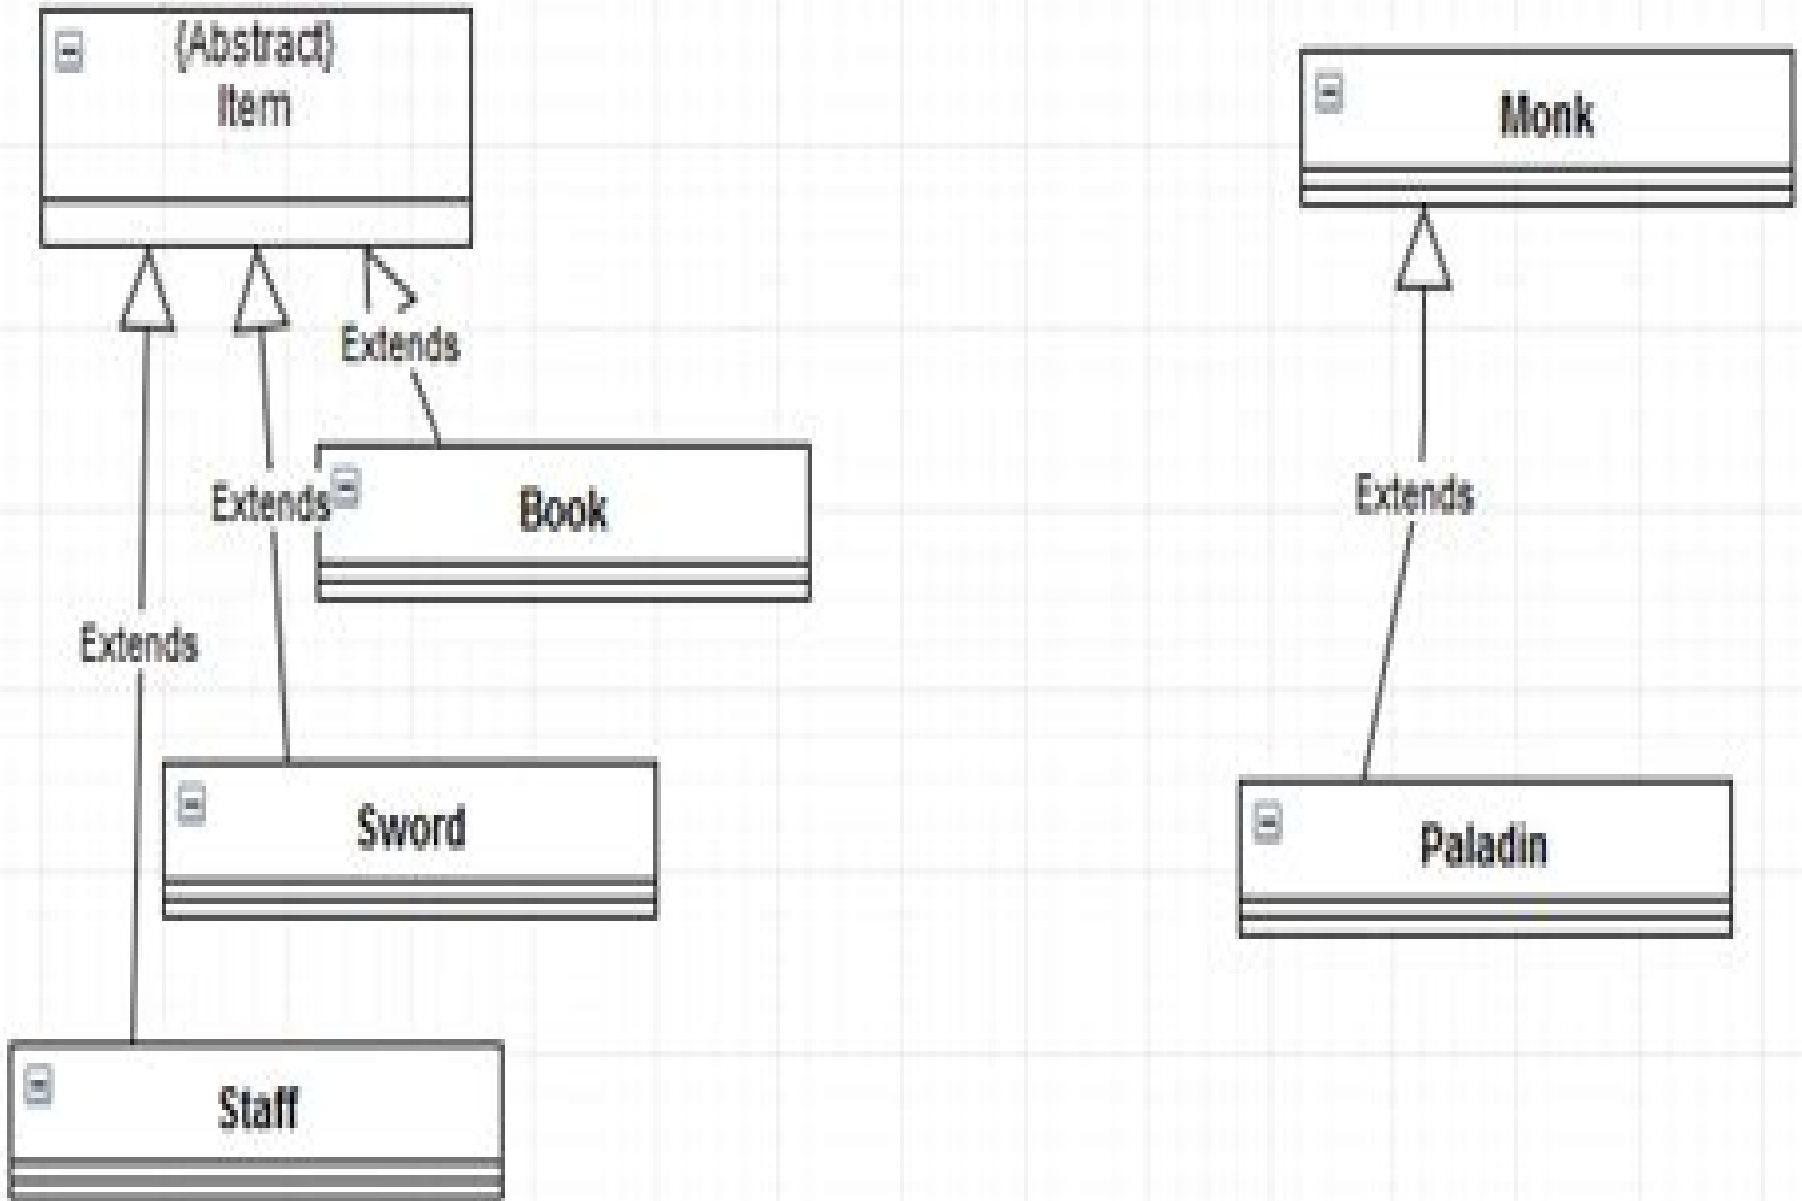 {Abstract}
Item
Monk
Extends
Extends
Book
Extends
Extends
Sword
Paladin
Staff